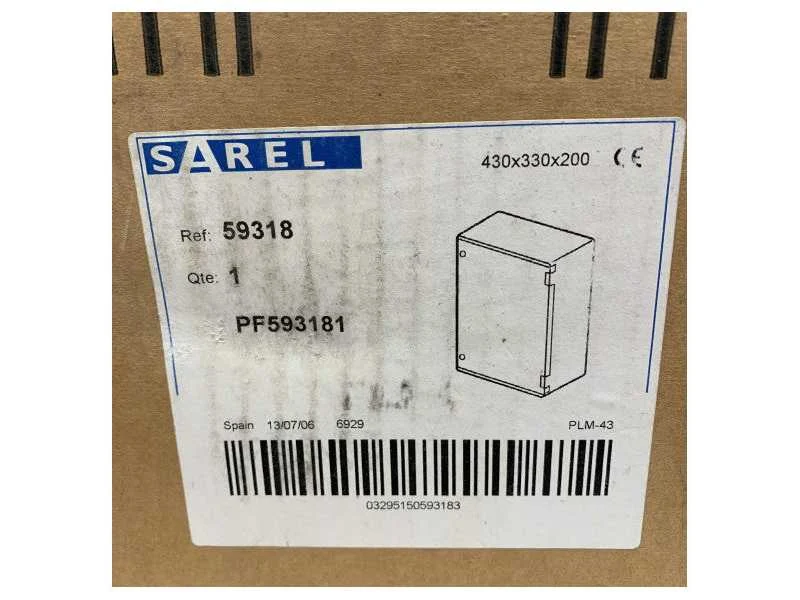 SAREL
430x330x200 CE
Ref: 59318
Qte: 1
PF593181
Spain 13/07/06 6929 PLM-43
03295150593183